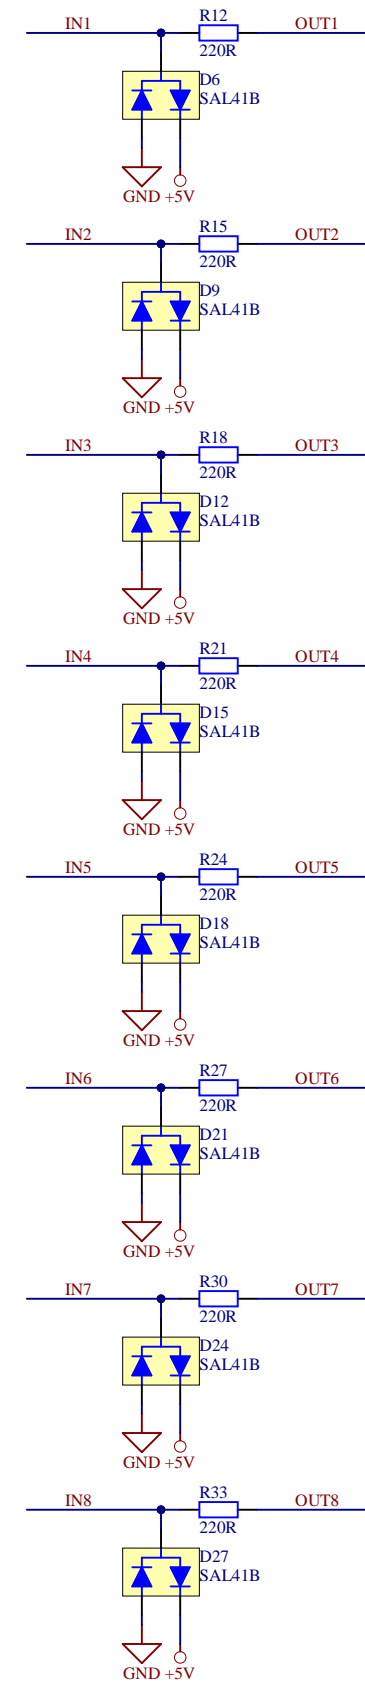 R12
IN1 OUT1
220R
D6
SAL41B
GND +5V
R15
IN2 OUT2
220R
D9
SAL41B
GND +5V
R18
IN3 OUT3
220R
D12
SAL41B
GND +5V
R21
IN4 OUT4
220R
D15
SAL41B
GND +5V
R24
IN5 OUT5
220R
D18
SAL41B
GND +5V
R27
IN6 OUT6
220R
D21
SAL41B
GND +5V
R30
IN7 OUT7
220R
D24
SAL41B
GND +5V
R33
IN8 OUT8
220R
D27
SAL41B
GND +5V